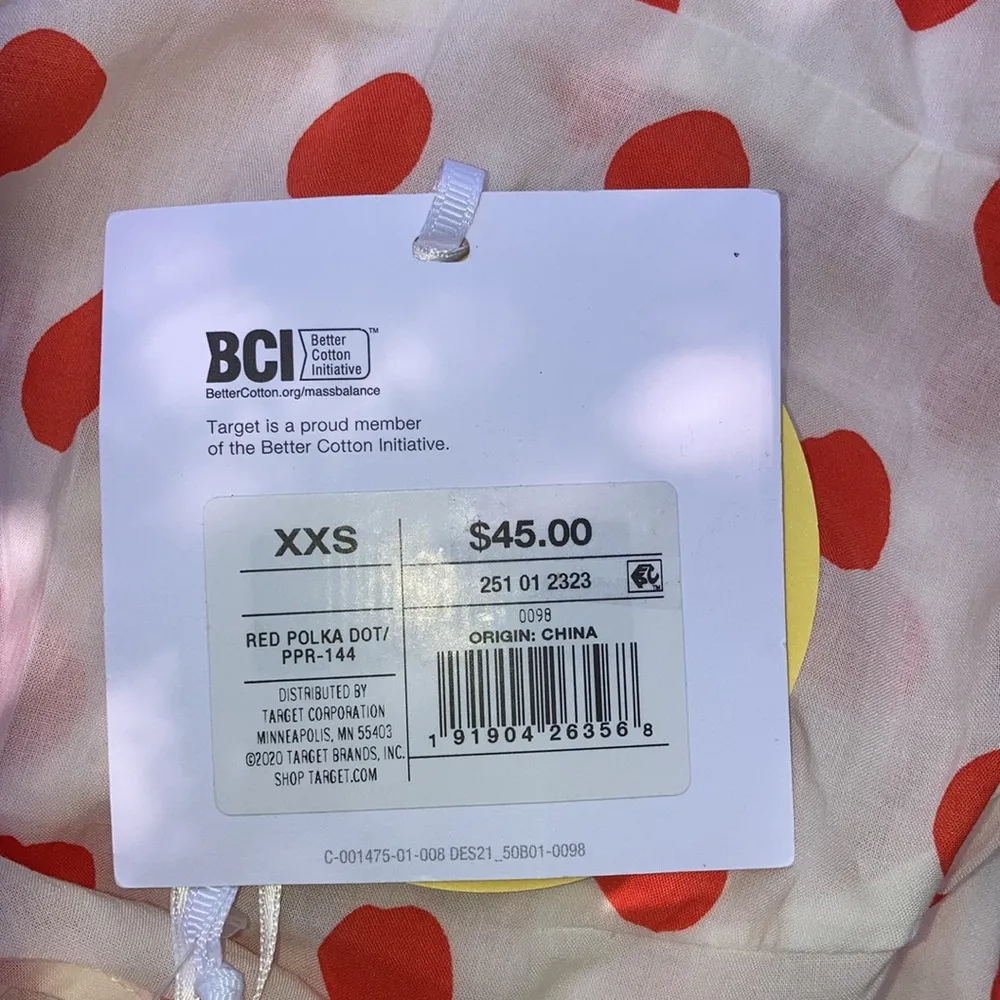 BCI Better Cotton Initiative™
BetterCotton.org/massbalance
Target is a proud member
of the Better Cotton Initiative.
XXS
RED POLKA DOT/
PPR-144
DISTRIBUTED BY
TARGET CORPORATION
MINNEAPOLIS, MN 55403
©2020 TARGET BRANDS, INC.
SHOP TARGET.COM
$45.00
251 01 2323
0098
ORIGIN: CHINA
1 91904 26356 8
C-001475-01-008 DES21_50B01-0098